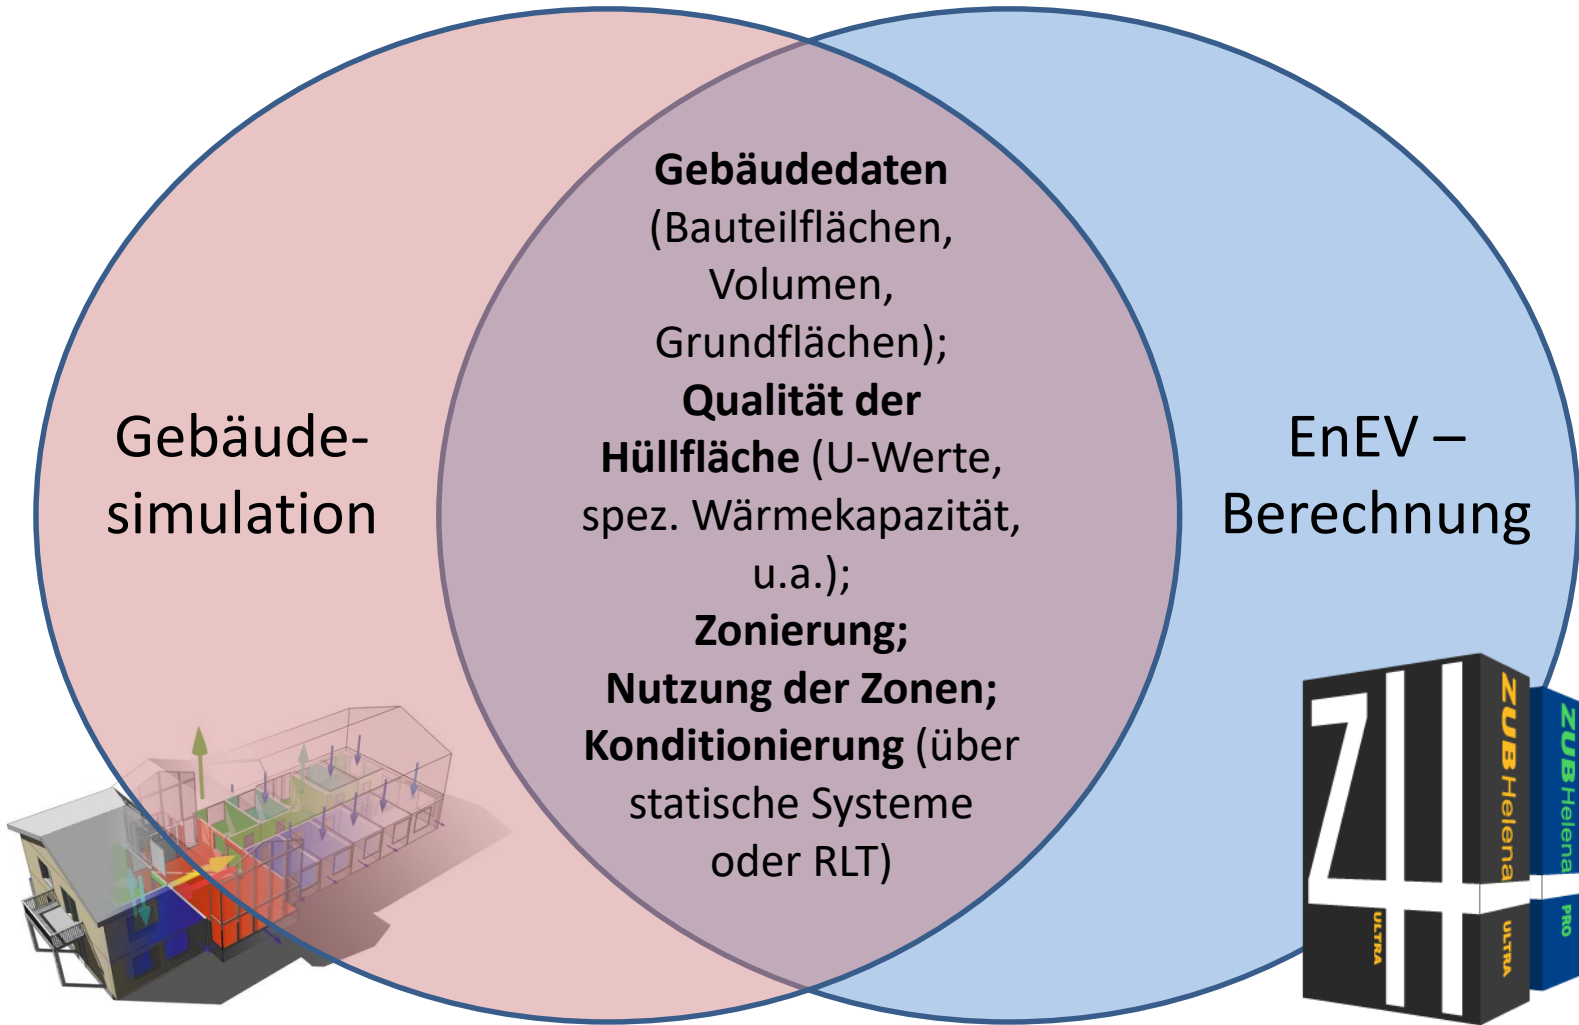 Gebäudedaten
(Bauteilflächen,
Volumen,
Grundflächen);
Qualität der
Hüllfläche (U-Werte,
spez. Wärmekapazität,
u.a.);
Zonierung;
Nutzung der Zonen;
Konditionierung (über
statische Systeme
oder RLT)
Gebäude-
simulation
EnEV –
Berechnung
ZUB Helena
ULTRA
ULTRA
ZUB Helena
PRO